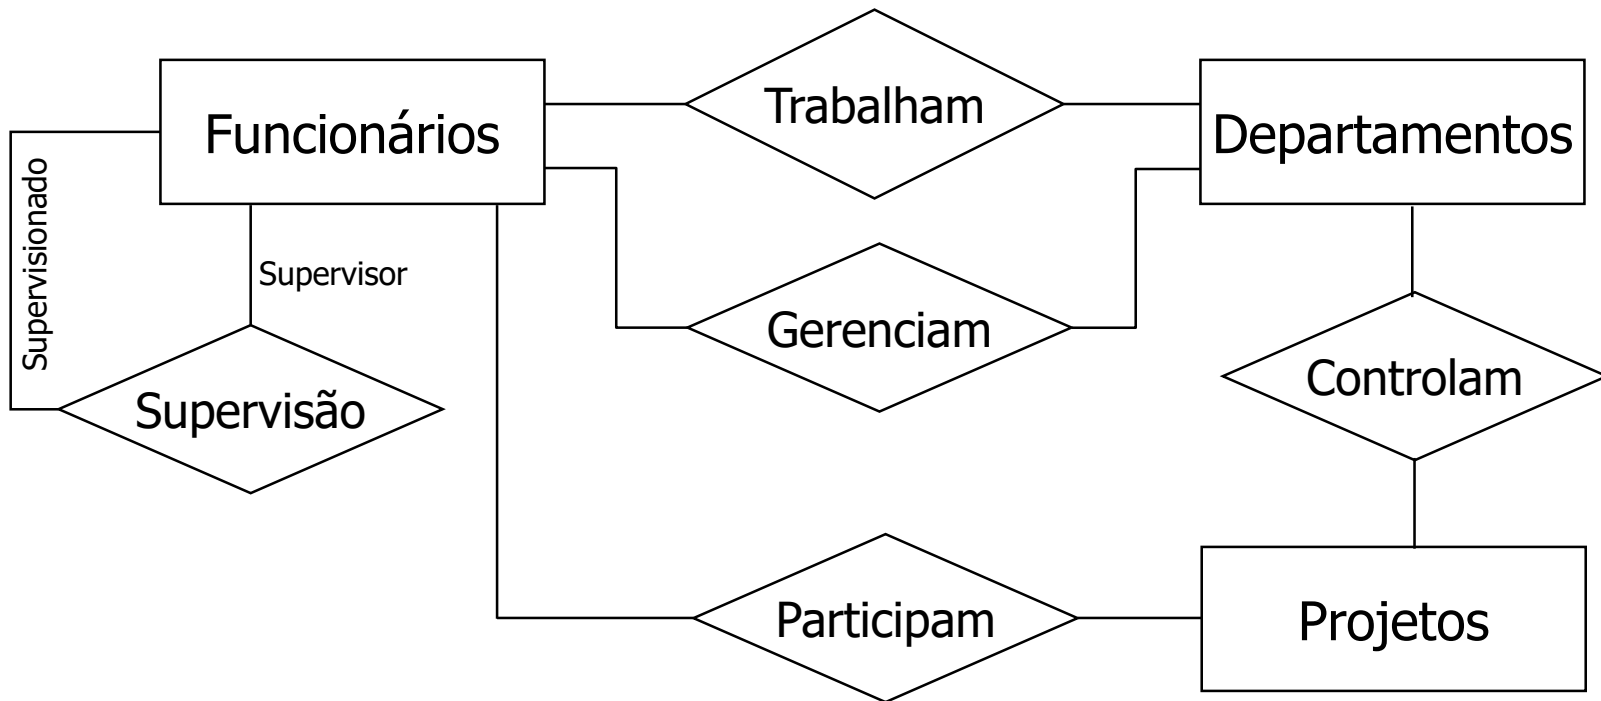 Trabalham
Funcionários
Departamentos
Supervisionado
Supervisor
Gerenciam
Controlam
Supervisão
Participam
Projetos